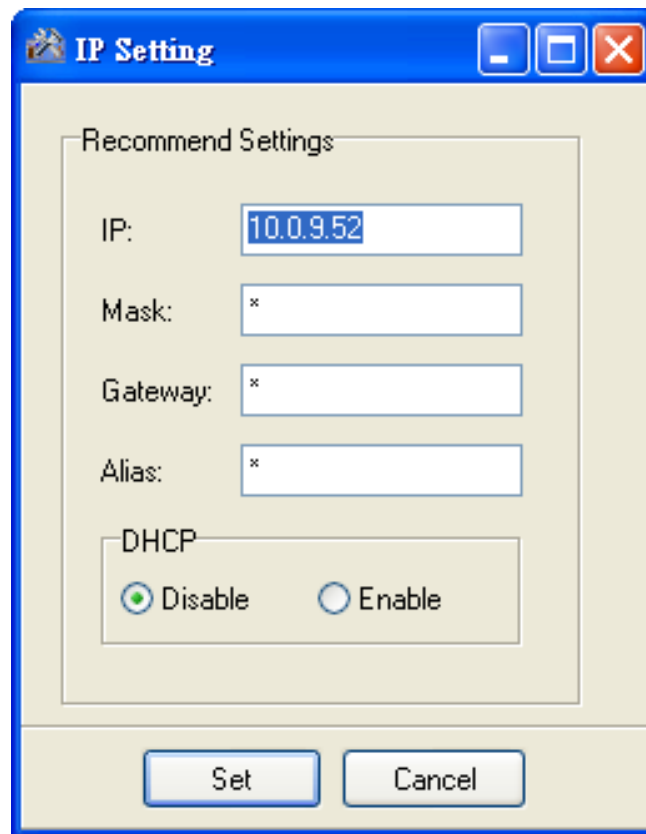 IP Setting
Recommend Settings
IP: 10.0.9.52
Mask: *
Gateway: *
Alias: *
DHCP
Disable Enable
Set Cancel